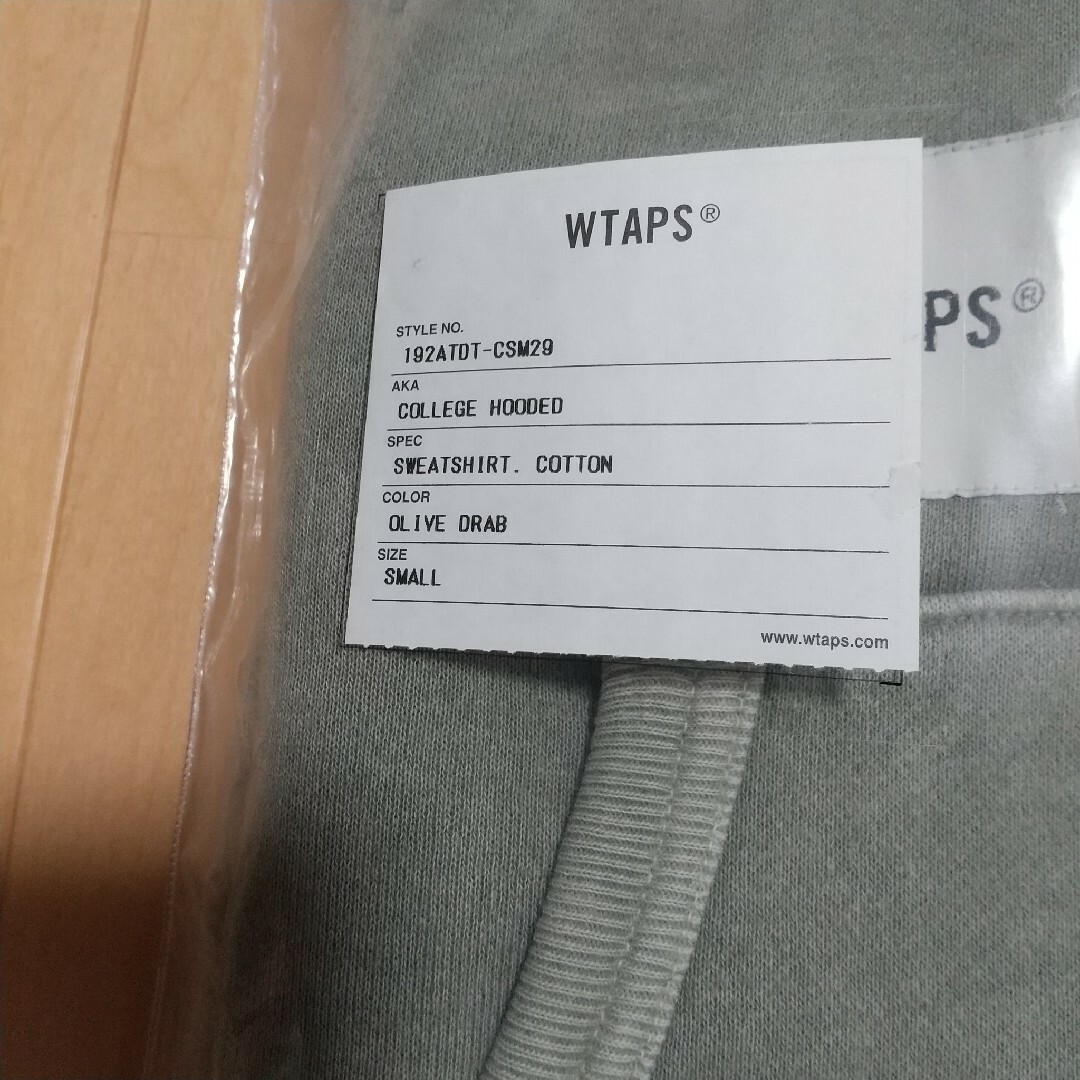 WTAPS®
STYLE NO.
192ATDT-CSM29
AKA
COLLEGE HOODED
SPEC
SWEATSHIRT. COTTON
COLOR
OLIVE DRAB
SIZE
SMALL
www.wtaps.com
PS®